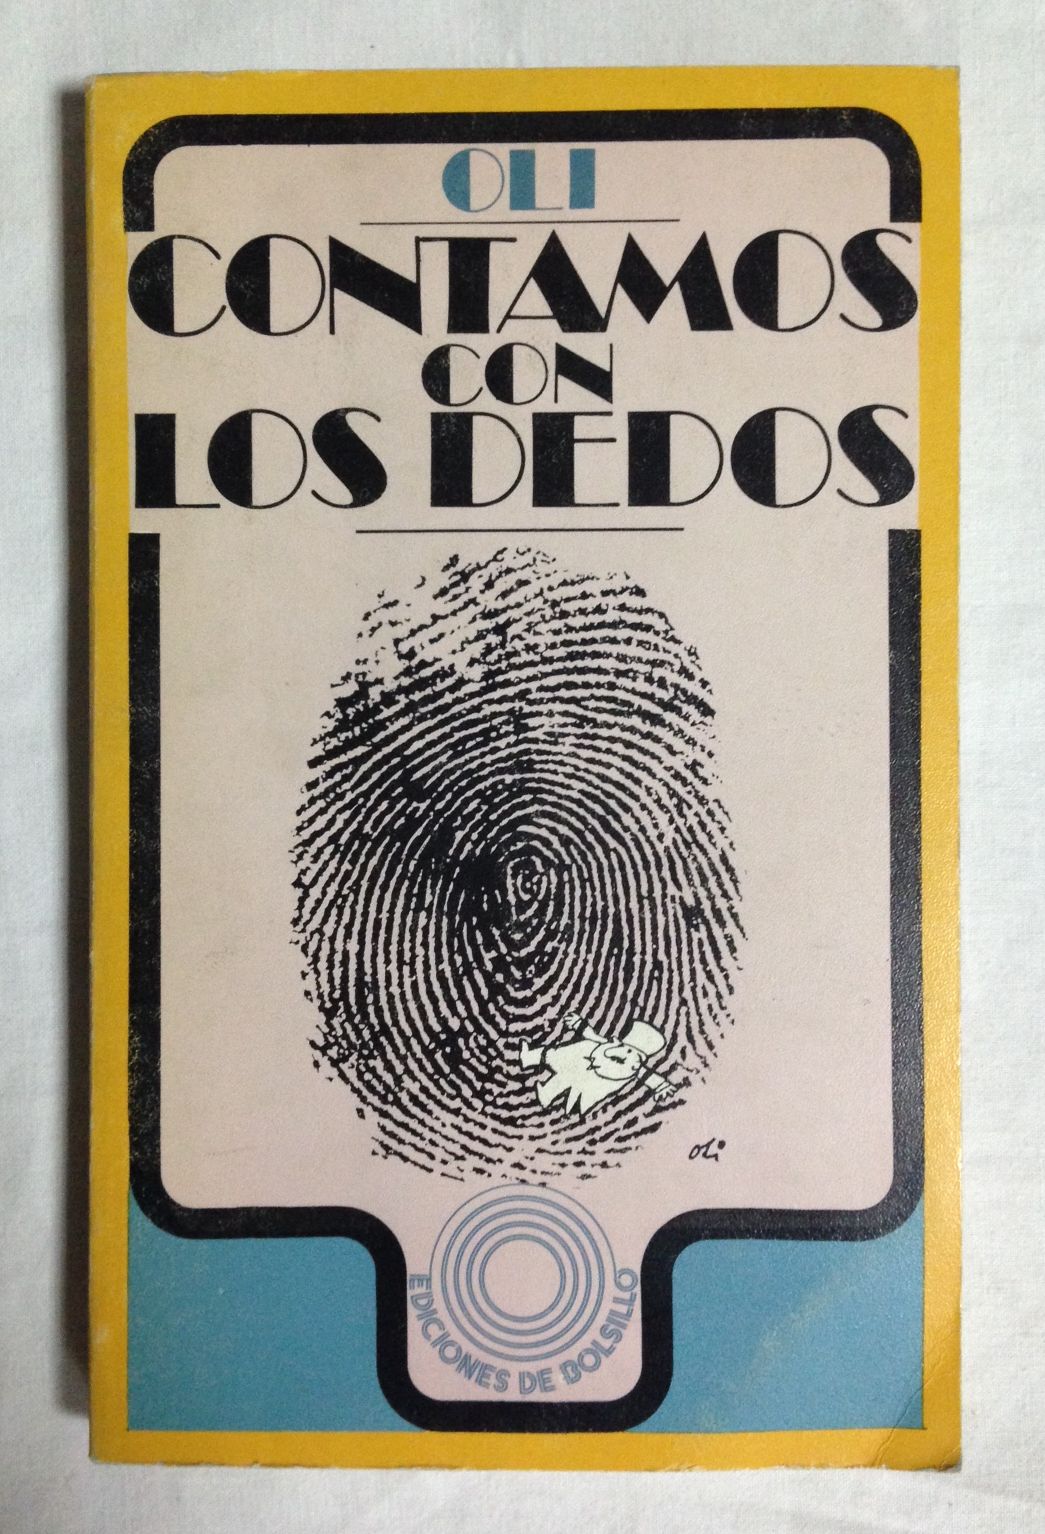 OLI
CONTAMOS
CON
LOS DEDOS
oli
EDICIONES DE BOLSILLO